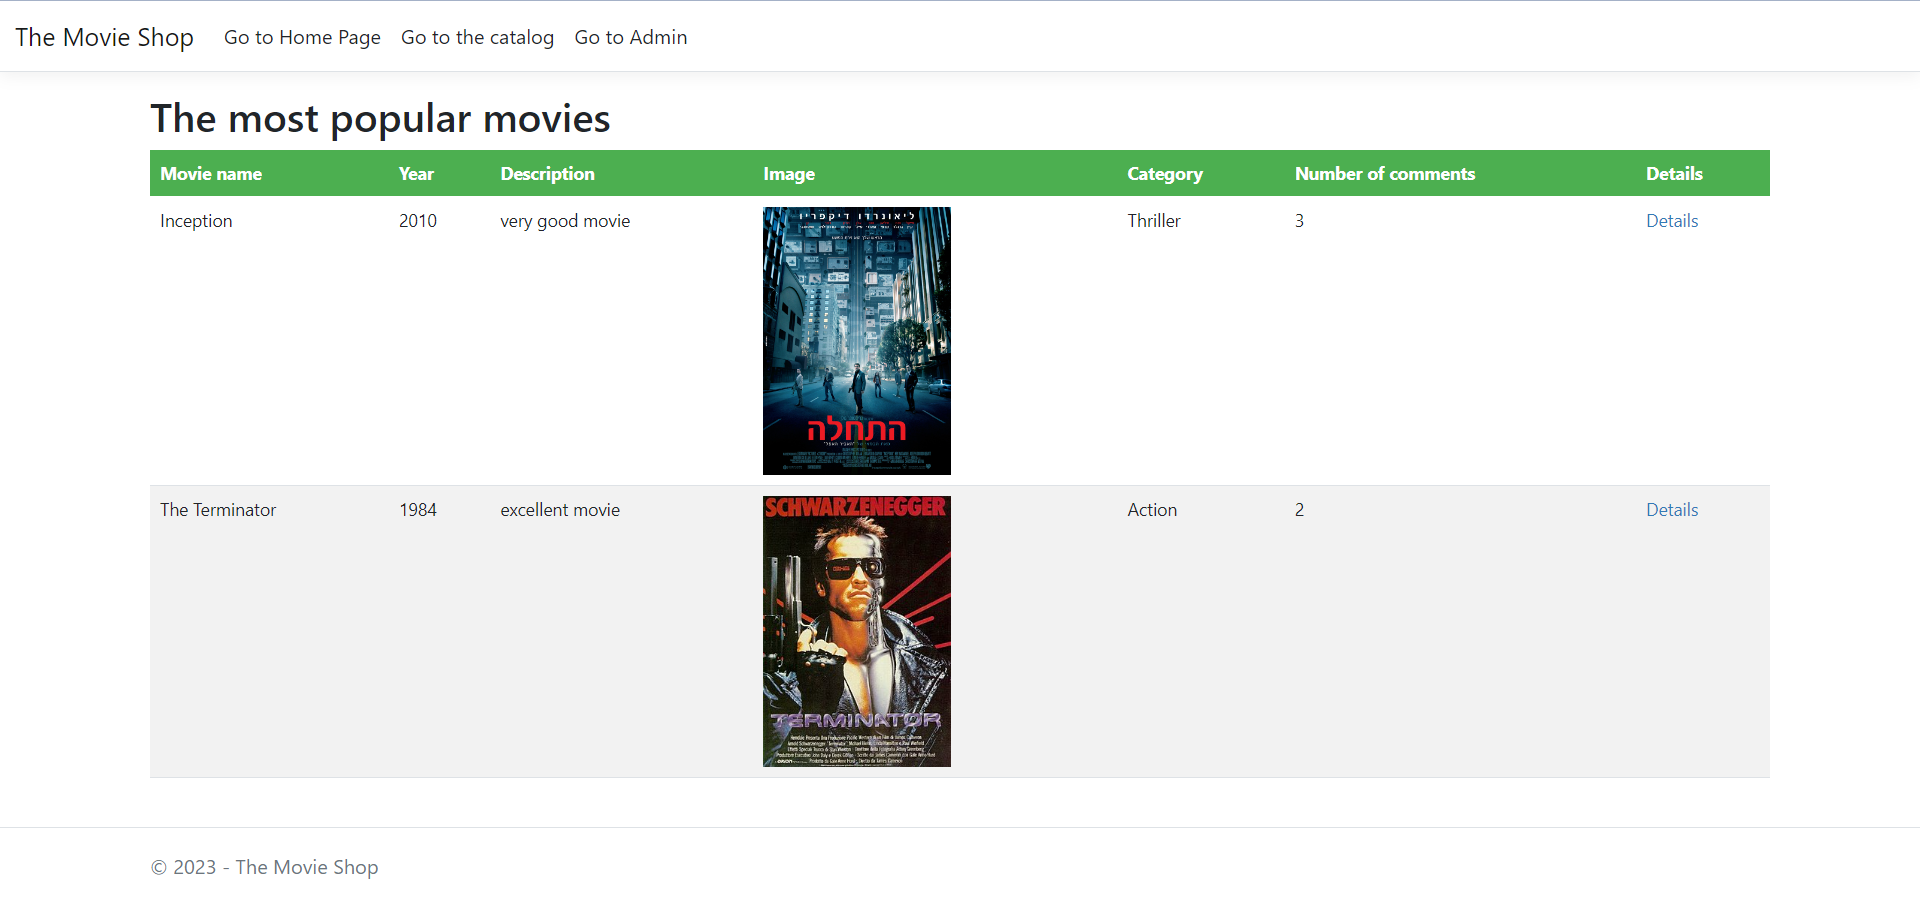 The Movie Shop Go to Home Page Go to the catalog Go to Admin
The most popular movies
Movie name Year Description Image Category Number of comments Details
Inception 2010 very good movie Thriller 3 Details
ליאונרדו דיקפריו
התחלה
The Terminator 1984 excellent movie Action 2 Details
SCHWARZENEGGER
TERMINATOR
© 2023 - The Movie Shop